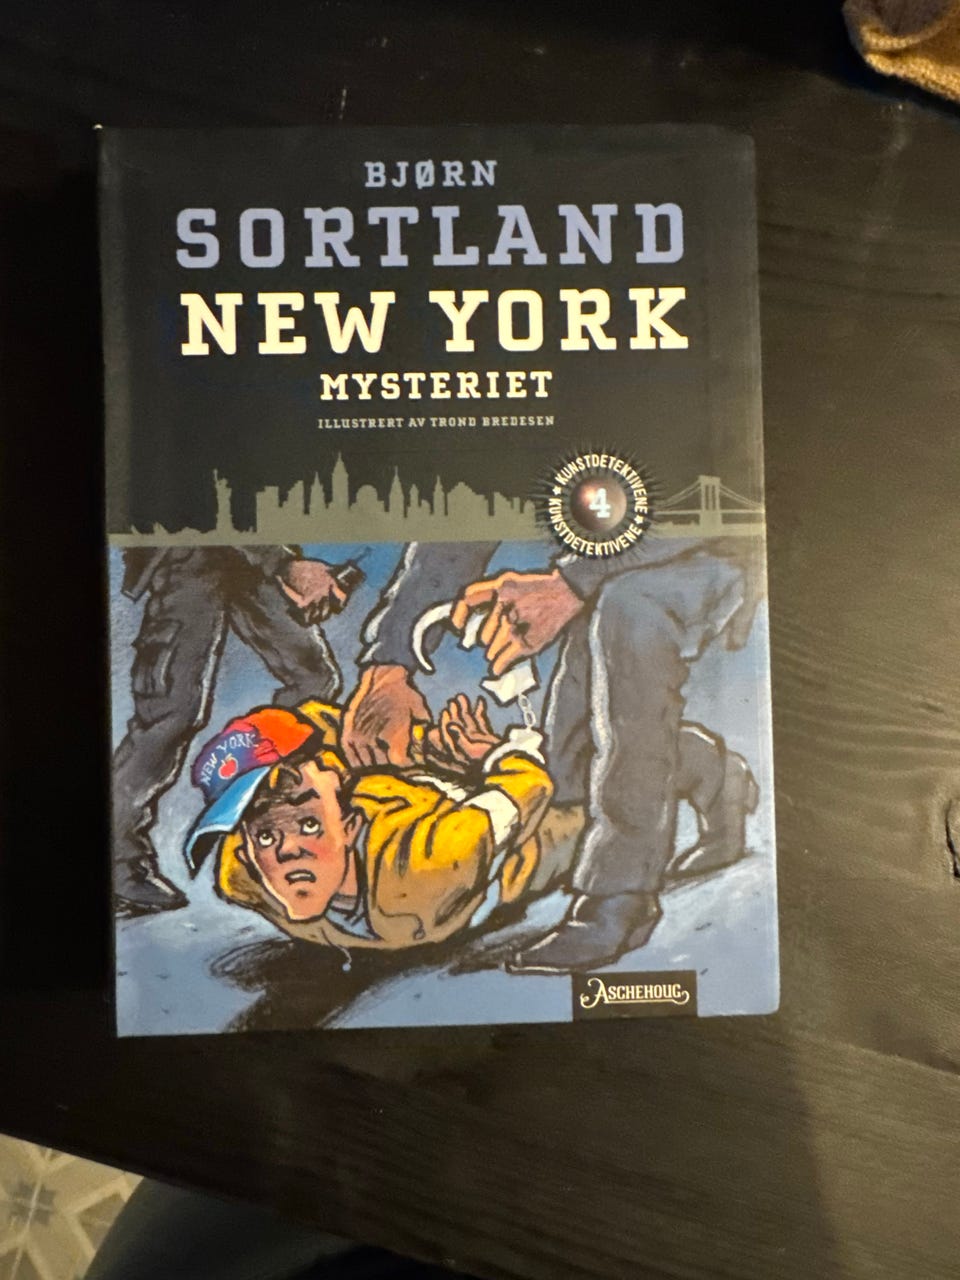 BJØRN
SORTLAND
NEW YORK
MYSTERIET
ILLUSTRERT AV TROND BREDESEN
KUNSTDETEKTIVENE
4
KUNSTDETEKTIVENE
NEW YORK
ASCHEHOUG